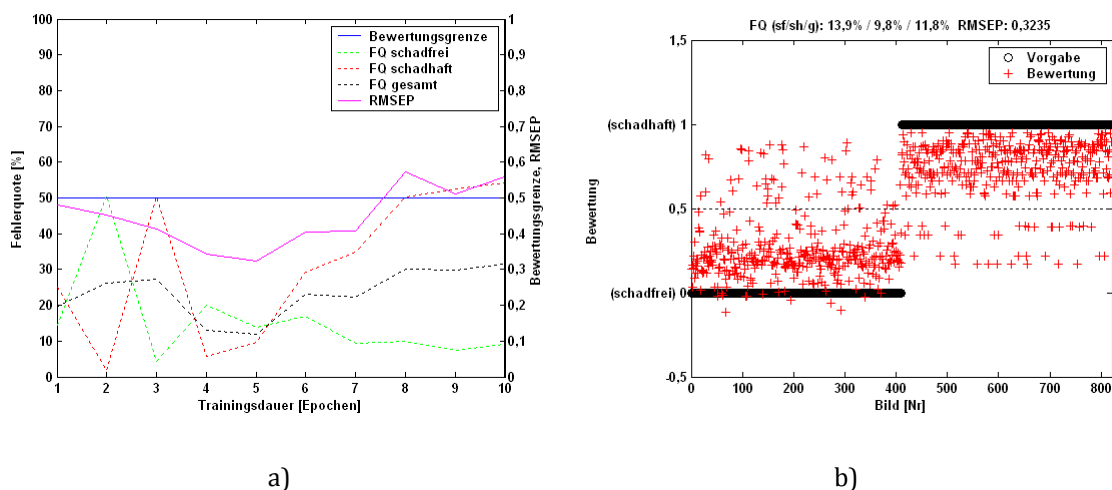 100
90
80
70
60
50
40
30
20
10
0
Fehlerquote [%]
Bewertungsgrenze
FQ schadfrei
FQ schadhaft
FQ gesamt
RMSEP
1
0,9
0,8
0,7
0,6
0,5
0,4
0,3
0,2
0,1
0
Bewertungsgrenze, RMSEP
1 2 3 4 5 6 7 8 9 10
Trainingsdauer [Epochen]
a)
FQ (sf/sh/g): 13,9% / 9,8% / 11,8% RMSEP: 0,3235
1,5
(schadhaft) 1
0,5
(schadfrei) 0
-0,5
Bewertung
Vorgabe
Bewertung
0 100 200 300 400 500 600 700 800
Bild [Nr]
b)